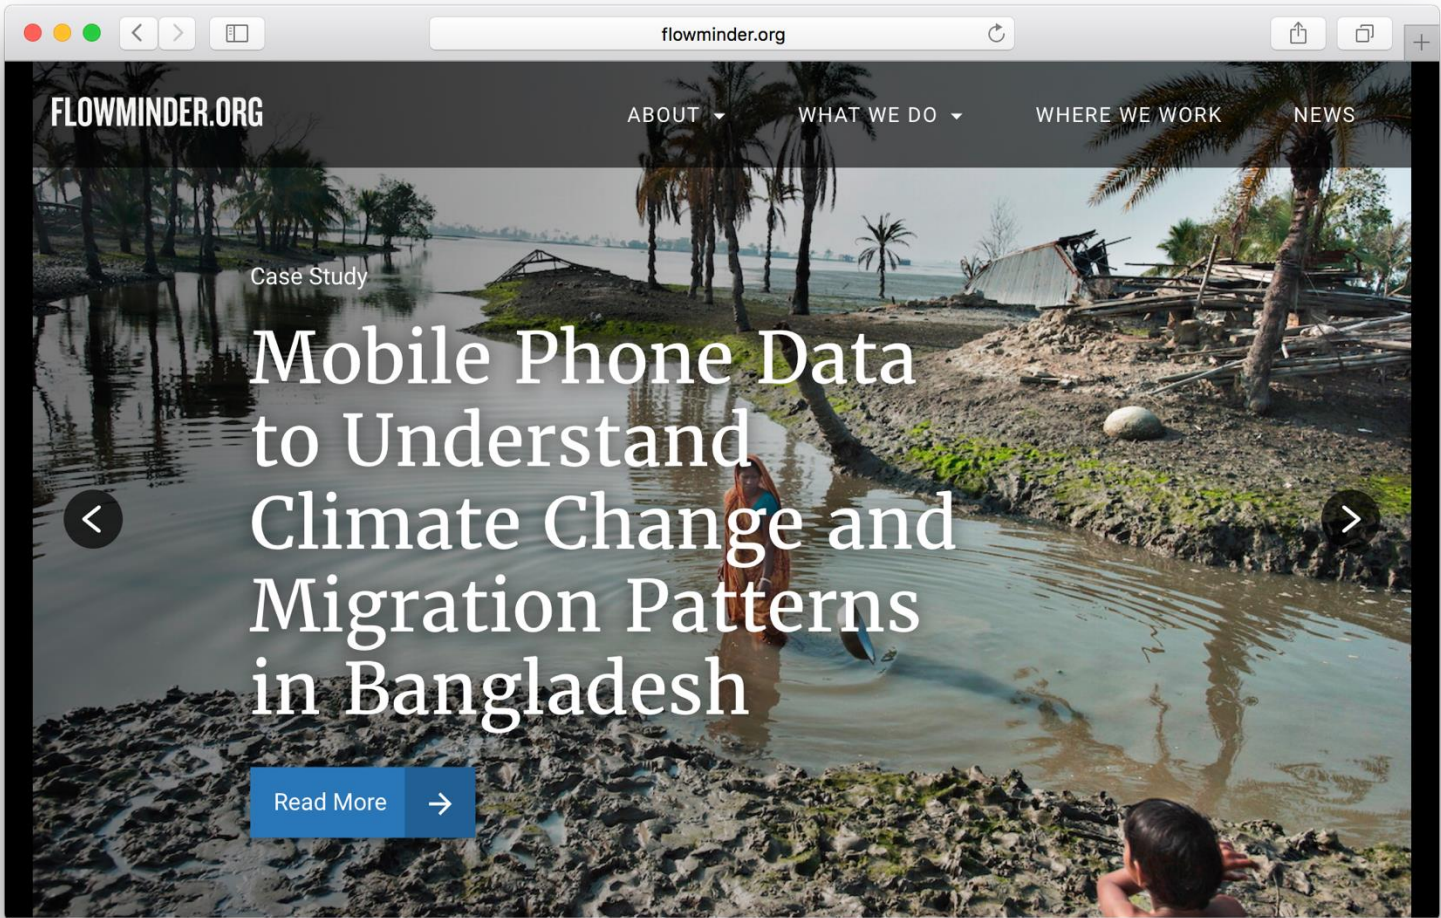 flowminder.org
FLOWMINDER.ORG
ABOUT
WHAT WE DO
WHERE WE WORK
NEWS
Case Study
Mobile Phone Data
to Understand
Climate Change and
Migration Patterns
in Bangladesh
Read More